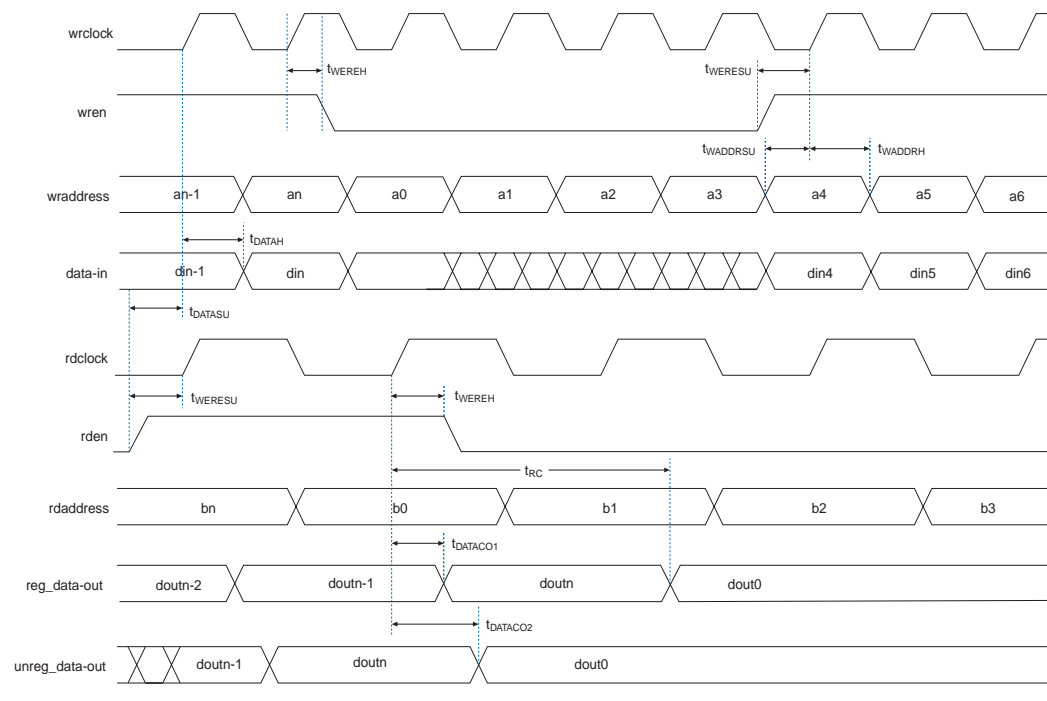 wrclock
tWEREH
tWERESU
wren
tWADDRSU
tWADDRH
wraddress an-1 an a0 a1 a2 a3 a4 a5 a6
tDATAH
data-in din-1 din din4 din5 din6
tDATASU
rdclock
tWERESU
tWEREH
rden
tRC
rdaddress bn b0 b1 b2 b3
tDATACO1
reg_data-out doutn-2 doutn-1 doutn dout0
tDATACO2
unreg_data-out doutn-1 doutn dout0